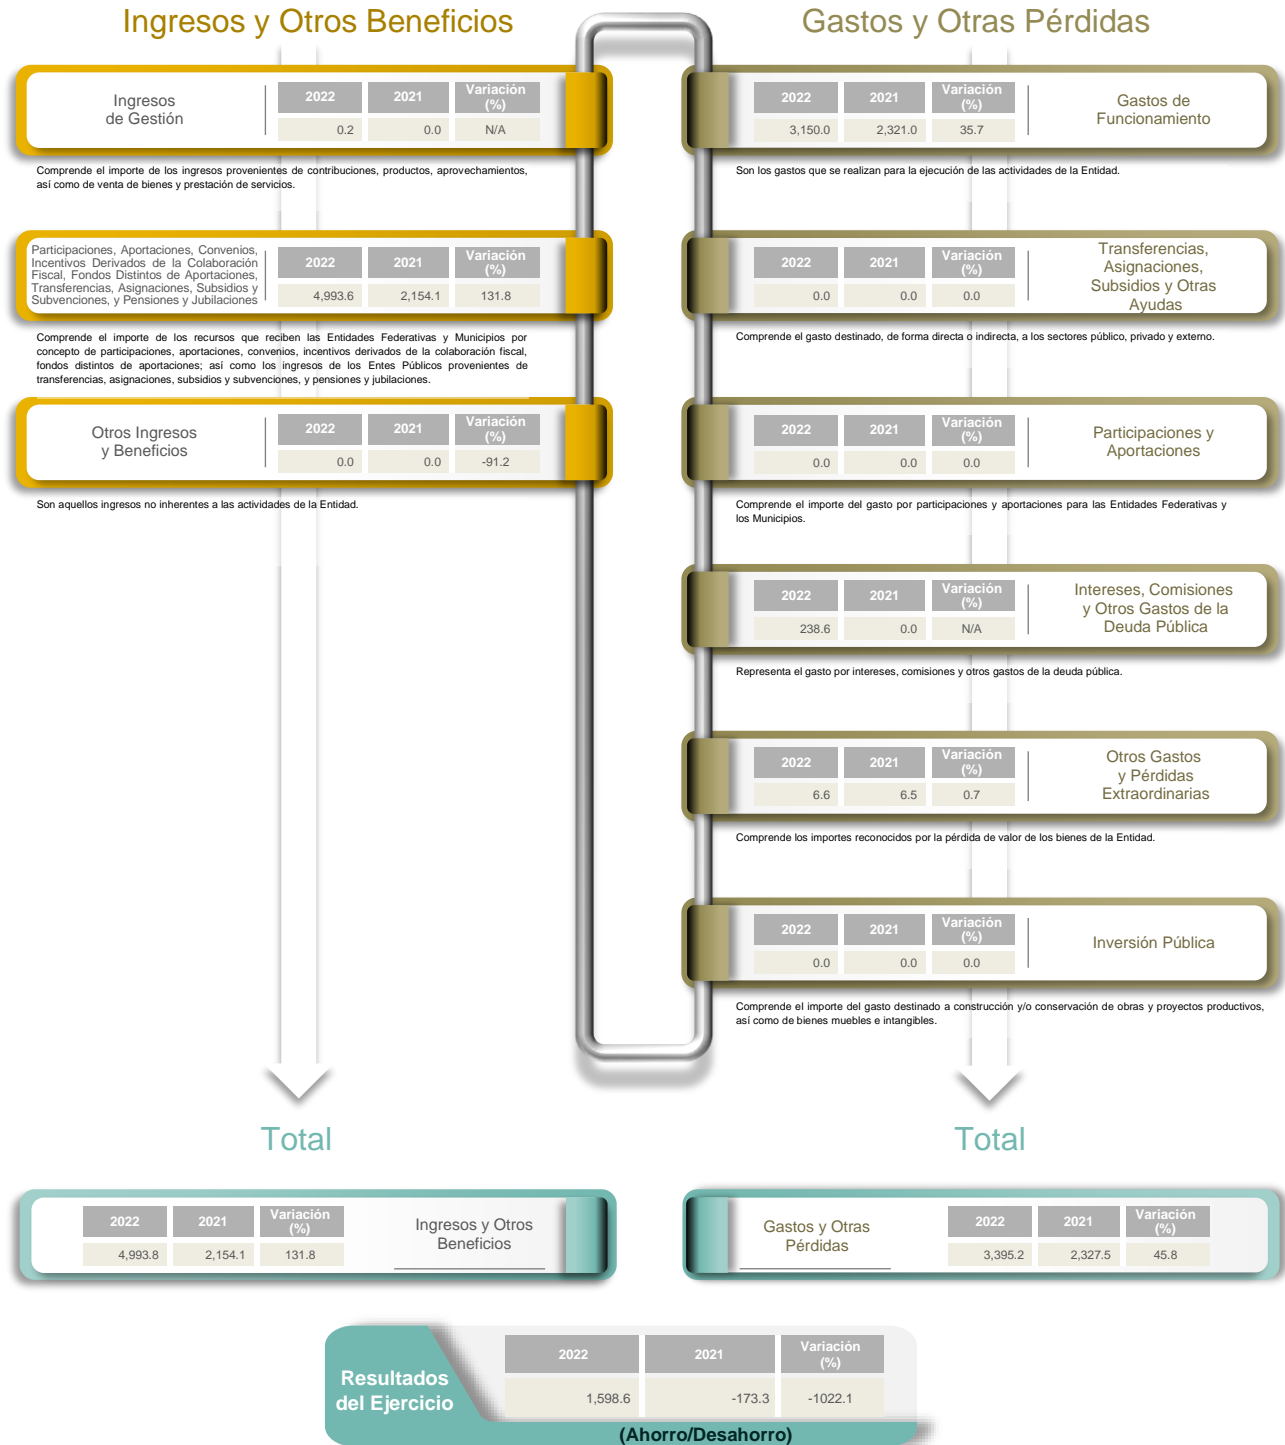 Ingresos y Otros Beneficios
Ingresos
de Gestión
2022 2021 Variación
(%)
0.2 0.0 N/A
Comprende el importe de los ingresos provenientes de contribuciones, productos, aprovechamientos,
así como de venta de bienes y prestación de servicios.
Participaciones, Aportaciones, Convenios,
Incentivos Derivados de la Colaboración
Fiscal, Fondos Distintos de Aportaciones,
Transferencias, Asignaciones, Subsidios y
Subvenciones, y Pensiones y Jubilaciones
2022 2021 Variación
(%)
4,993.6 2,154.1 131.8
Comprende el importe de los recursos que reciben las Entidades Federativas y Municipios por
concepto de participaciones, aportaciones, convenios, incentivos derivados de la colaboración fiscal,
fondos distintos de aportaciones; así como los ingresos de los Entes Públicos provenientes de
transferencias, asignaciones, subsidios y subvenciones, y pensiones y jubilaciones.
Otros Ingresos
y Beneficios
2022 2021 Variación
(%)
0.0 0.0 -91.2
Son aquellos ingresos no inherentes a las actividades de la Entidad.
Gastos y Otras Pérdidas
2022 2021 Variación
(%)
3,150.0 2,321.0 35.7
Gastos de
Funcionamiento
Son los gastos que se realizan para la ejecución de las actividades de la Entidad.
2022 2021 Variación
(%)
0.0 0.0 0.0
Transferencias,
Asignaciones,
Subsidios y Otras
Ayudas
Comprende el gasto destinado, de forma directa o indirecta, a los sectores público, privado y externo.
2022 2021 Variación
(%)
0.0 0.0 0.0
Participaciones y
Aportaciones
Comprende el importe del gasto por participaciones y aportaciones para las Entidades Federativas y
los Municipios.
2022 2021 Variación
(%)
238.6 0.0 N/A
Intereses, Comisiones
y Otros Gastos de la
Deuda Pública
Representa el gasto por intereses, comisiones y otros gastos de la deuda pública.
2022 2021 Variación
(%)
6.6 6.5 0.7
Otros Gastos
y Pérdidas
Extraordinarias
Comprende los importes reconocidos por la pérdida de valor de los bienes de la Entidad.
2022 2021 Variación
(%)
0.0 0.0 0.0
Inversión Pública
Comprende el importe del gasto destinado a construcción y/o conservación de obras y proyectos productivos,
así como de bienes muebles e intangibles.
Total
2022 2021 Variación
(%)
4,993.8 2,154.1 131.8
Ingresos y Otros
Beneficios
Total
Gastos y Otras
Pérdidas
2022 2021 Variación
(%)
3,395.2 2,327.5 45.8
Resultados
del Ejercicio
2022 2021 Variación
(%)
1,598.6 -173.3 -1022.1
(Ahorro/Desahorro)